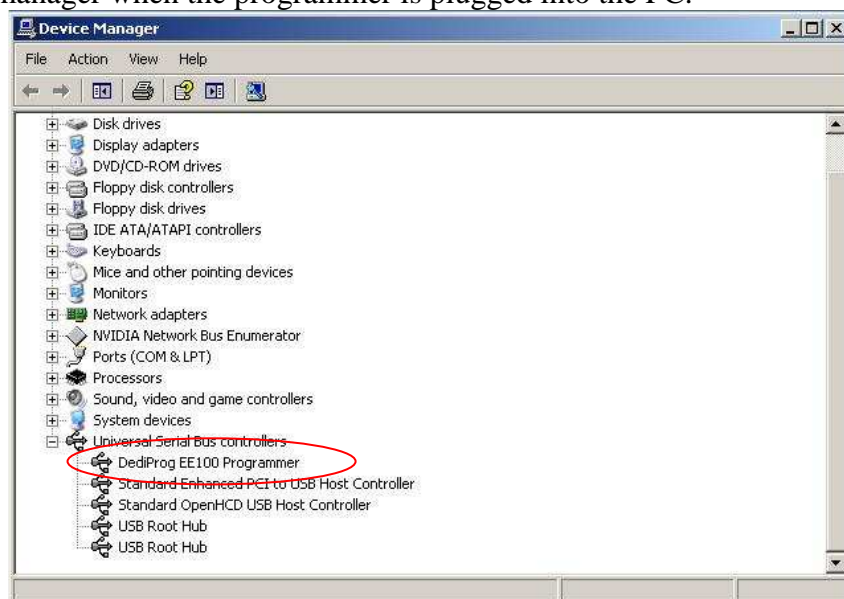 manager when the programmer is plugged into the PC.
Device Manager
File Action View Help
Disk drives
Display adapters
DVD/CD-ROM drives
Floppy disk controllers
Floppy disk drives
IDE ATA/ATAPI controllers
Keyboards
Mice and other pointing devices
Monitors
Network adapters
NVIDIA Network Bus Enumerator
Ports (COM & LPT)
Processors
Sound, video and game controllers
System devices
Universal Serial Bus controllers
DediProg EE100 Programmer
Standard Enhanced PCI to USB Host Controller
Standard OpenHCD USB Host Controller
USB Root Hub
USB Root Hub